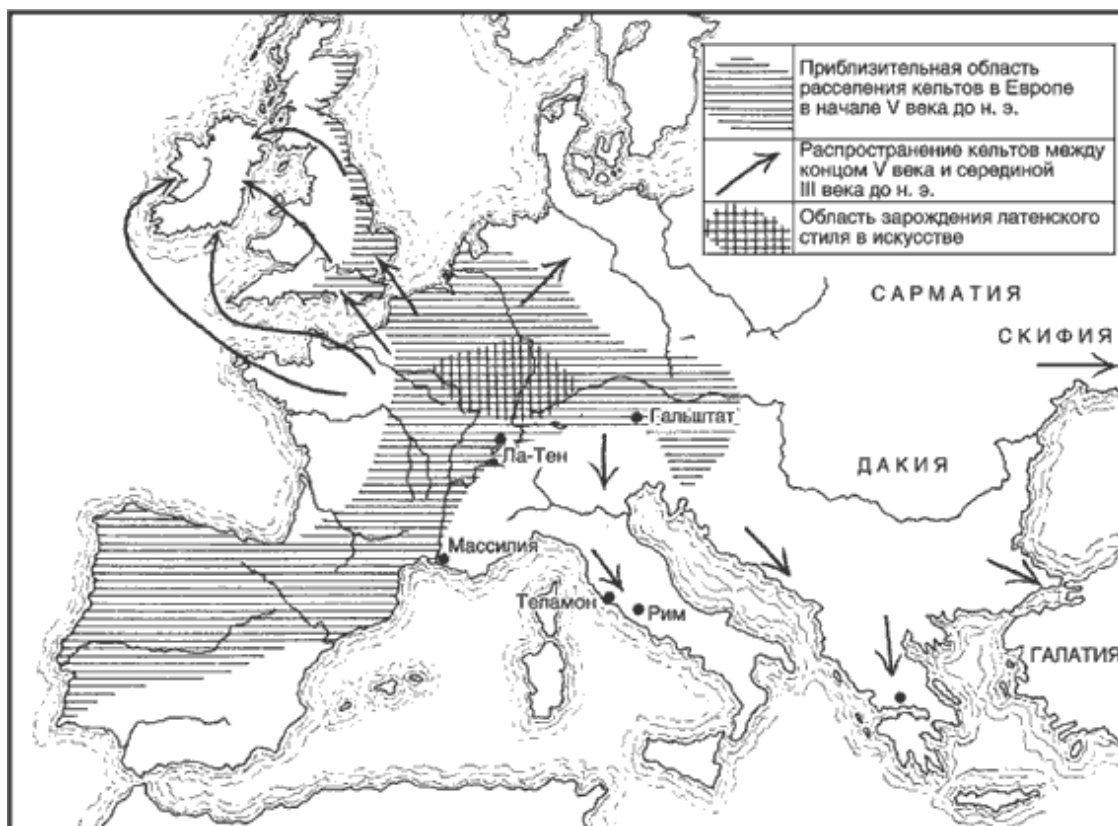 Приблизительная область
расселения кельтов в Европе
в начале V века до н. э.
Распространение кельтов между
концом V века и серединой
III века до н. э.
Область зарождения латенского
стиля в искусстве
САРМАТИЯ
СКИФИЯ
Гальштат
Ла-Тен
ДАКИЯ
Массилия
Теламон
Рим
ГАЛАТИЯ